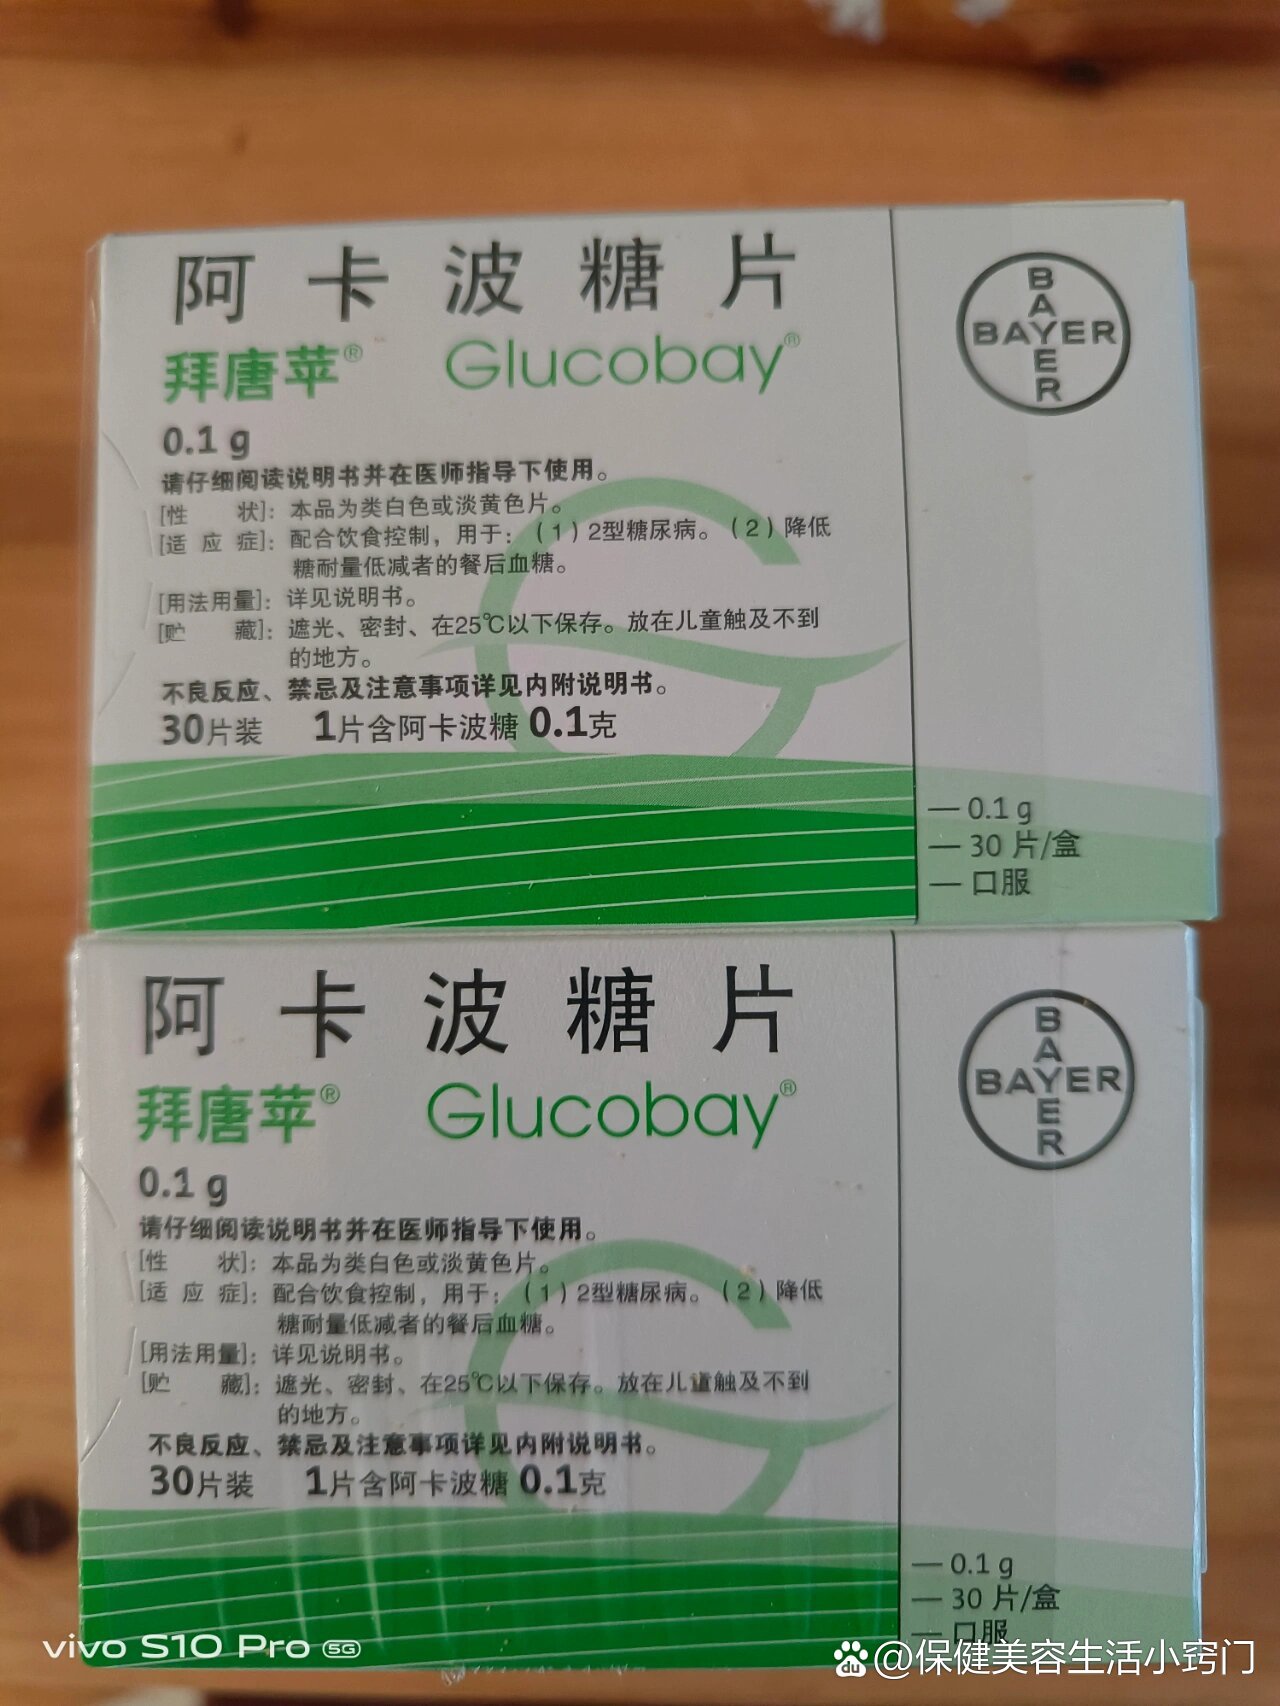 阿卡波糖片
拜唐苹® Glucobay®
0.1 g
请仔细阅读说明书并在医师指导下使用。
[性 状]：本品为类白色或淡黄色片。
[适 应 症]：配合饮食控制，用于：（1）2型糖尿病。（2）降低
糖耐量低减者的餐后血糖。
[用法用量]：详见说明书。
[贮 藏]：遮光、密封、在25℃以下保存。放在儿童触及不到
的地方。
不良反应、禁忌及注意事项详见内附说明书。
30片装 1片含阿卡波糖 0.1克
BAYER
BAYER
— 0.1 g
— 30 片/盒
— 口服
阿卡波糖片
拜唐苹® Glucobay®
0.1 g
请仔细阅读说明书并在医师指导下使用。
[性 状]：本品为类白色或淡黄色片。
[适 应 症]：配合饮食控制，用于：（1）2型糖尿病。（2）降低
糖耐量低减者的餐后血糖。
[用法用量]：详见说明书。
[贮 藏]：遮光、密封、在25℃以下保存。放在儿童触及不到
的地方。
不良反应、禁忌及注意事项详见内附说明书。
30片装 1片含阿卡波糖 0.1克
BAYER
BAYER
— 0.1 g
— 30 片/盒
— 口服
vivo S10 Pro 5G
du @保健美容生活小窍门